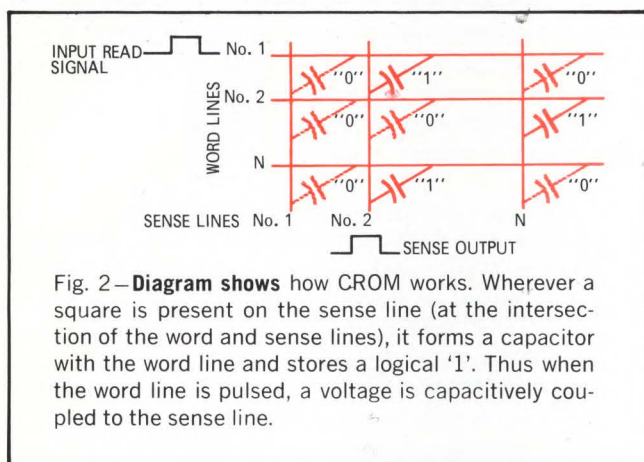 INPUT READ
SIGNAL
No. 1
"0" "1" "0"
No. 2
"0" "0" "1"
WORD LINES
N
"0" "1" "0"
SENSE LINES No. 1 No. 2 N
SENSE OUTPUT
Fig. 2—Diagram shows how CROM works. Wherever a
square is present on the sense line (at the intersec-
tion of the word and sense lines), it forms a capacitor
with the word line and stores a logical '1'. Thus when
the word line is pulsed, a voltage is capacitively cou-
pled to the sense line.